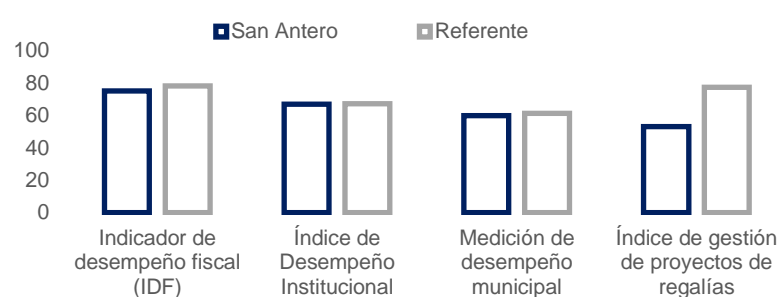 San Antero Referente
100
80
60
40
20
0
Indicador de desempeño fiscal (IDF)
Índice de Desempeño Institucional
Medición de desempeño municipal
Índice de gestión de proyectos de regalías